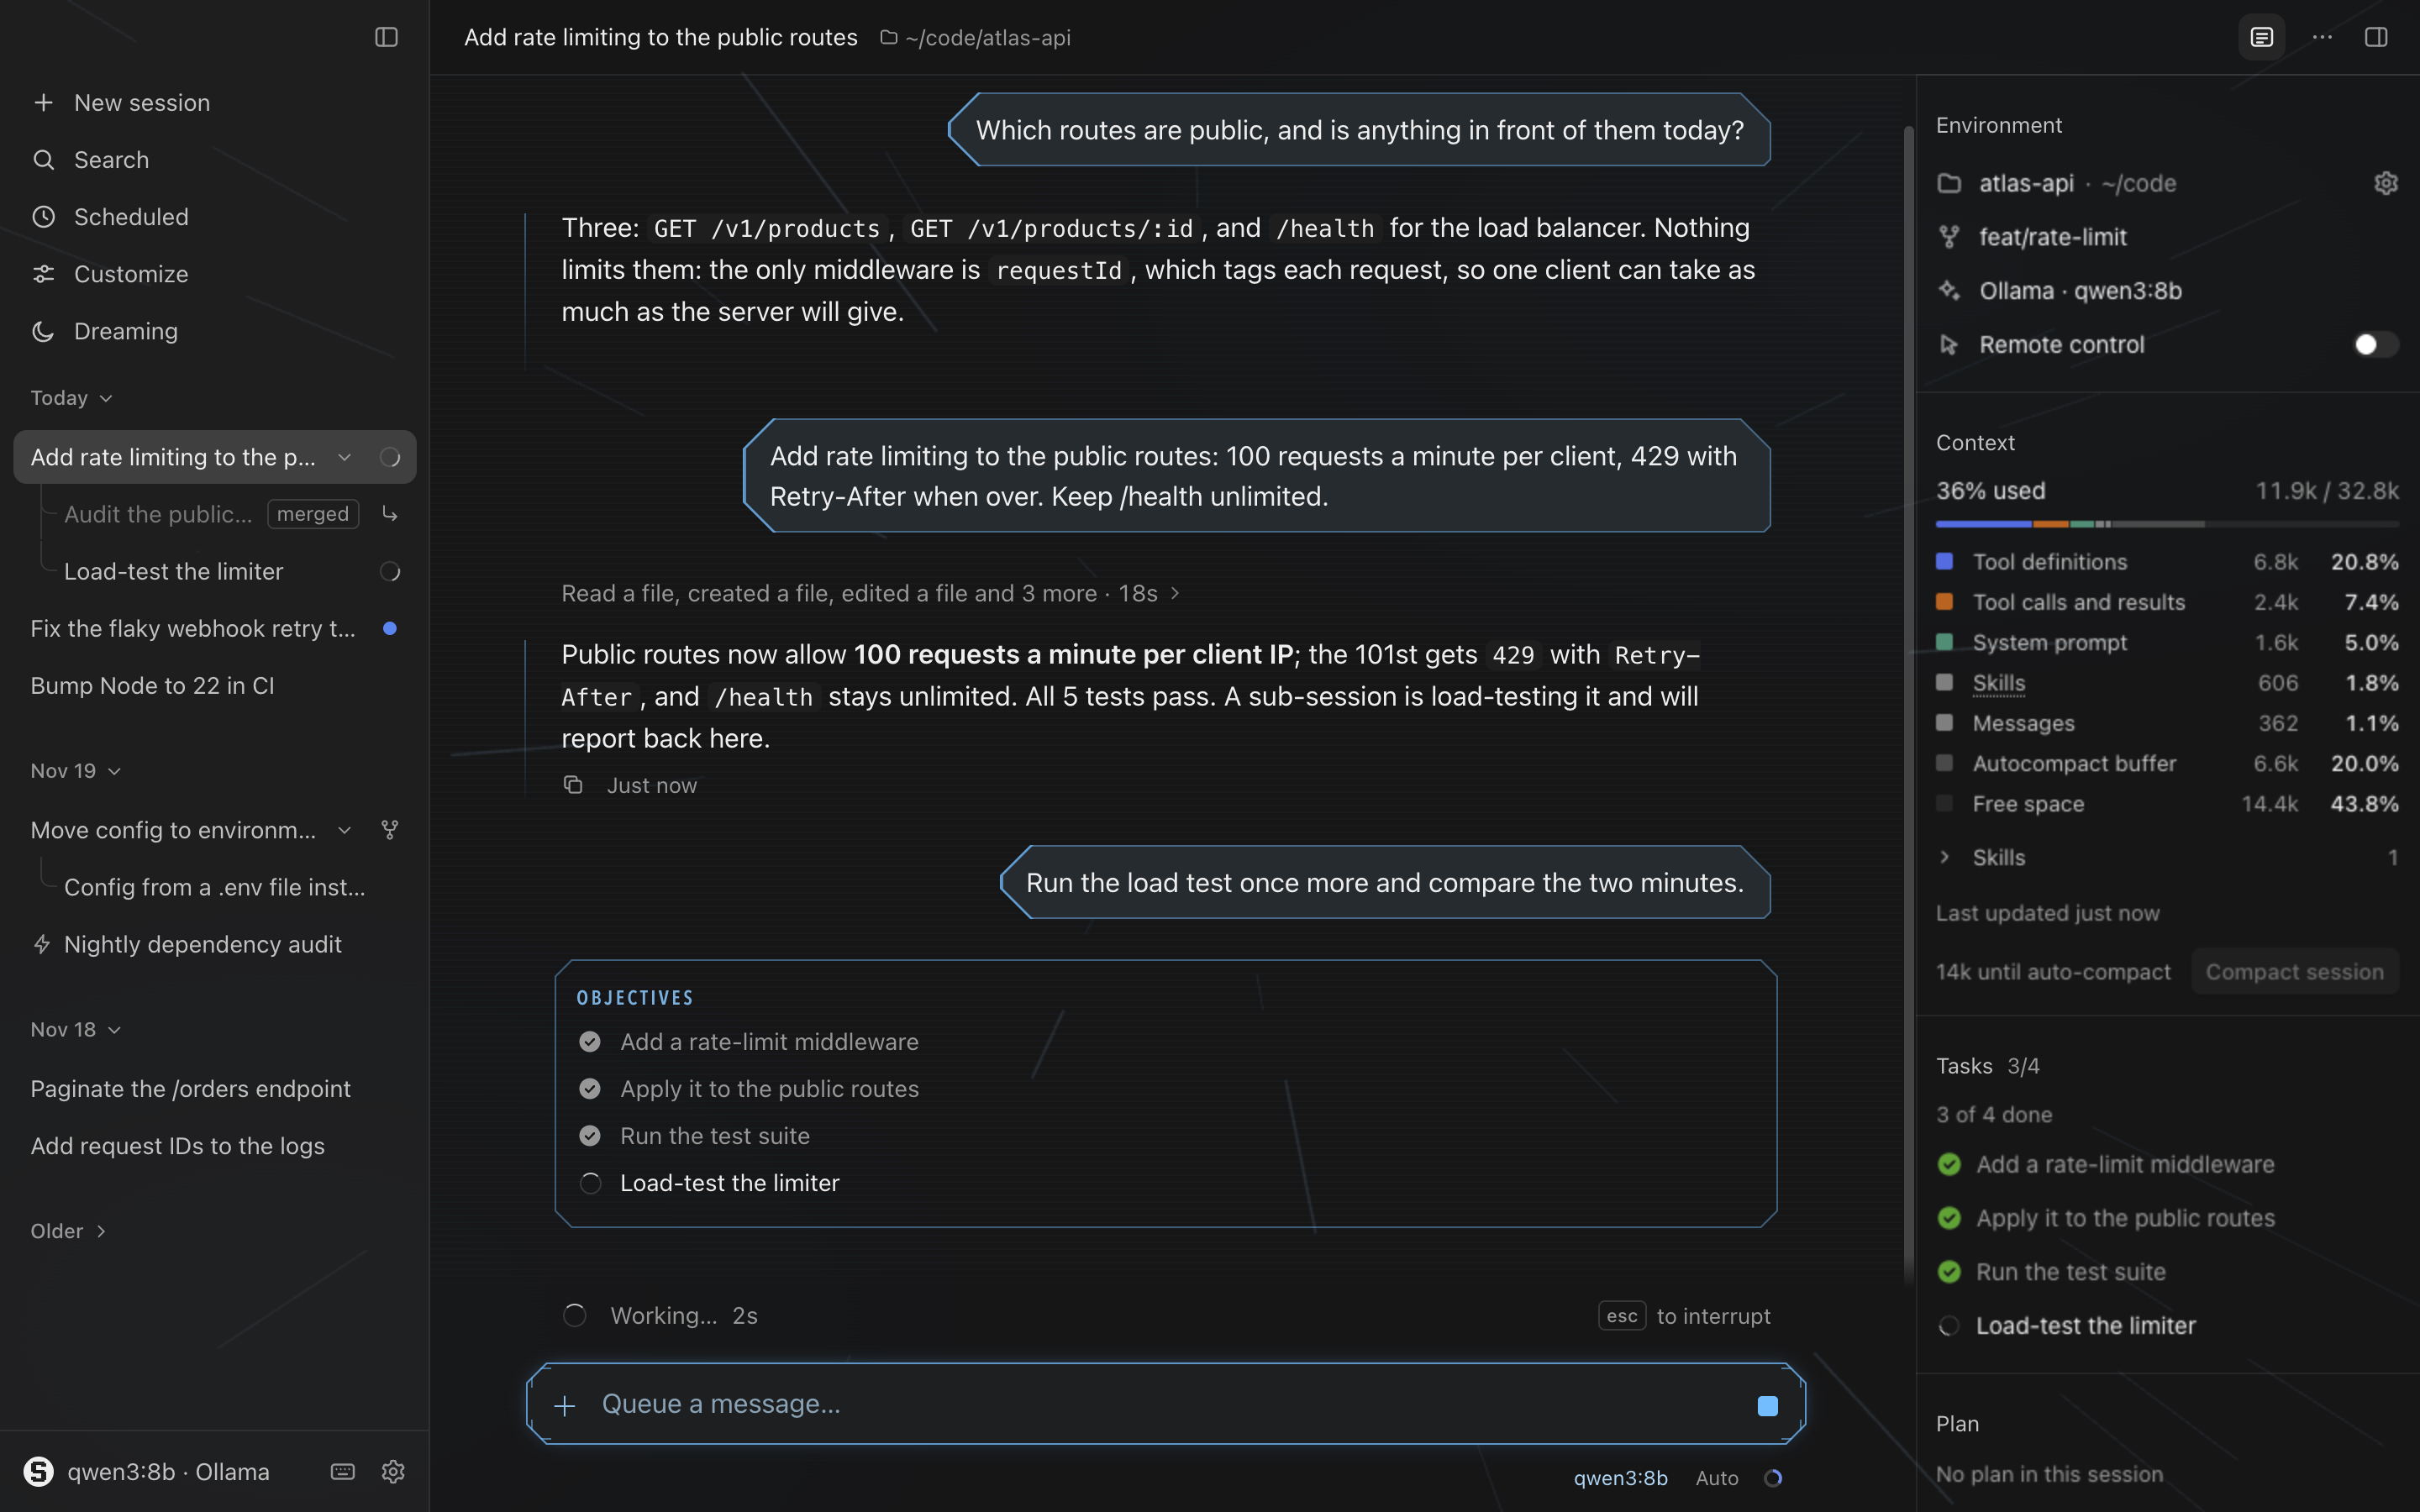 New session
Search
Scheduled
Customize
Dreaming
Today
Add rate limiting to the p...
Audit the public... merged
Load-test the limiter
Fix the flaky webhook retry t...
Bump Node to 22 in CI
Nov 19
Move config to environm...
Config from a .env file inst...
Nightly dependency audit
Nov 18
Paginate the /orders endpoint
Add request IDs to the logs
Older
qwen3:8b · Ollama
Add rate limiting to the public routes ~/code/atlas-api
Which routes are public, and is anything in front of them today?
Three: GET /v1/products, GET /v1/products/:id, and /health for the load balancer. Nothing
limits them: the only middleware is requestId, which tags each request, so one client can take as
much as the server will give.
Add rate limiting to the public routes: 100 requests a minute per client, 429 with
Retry-After when over. Keep /health unlimited.
Read a file, created a file, edited a file and 3 more · 18s
Public routes now allow 100 requests a minute per client IP; the 101st gets 429 with Retry-
After, and /health stays unlimited. All 5 tests pass. A sub-session is load-testing it and will
report back here.
Just now
Run the load test once more and compare the two minutes.
OBJECTIVES
Add a rate-limit middleware
Apply it to the public routes
Run the test suite
Load-test the limiter
Working... 2s
esc to interrupt
Queue a message...
qwen3:8b Auto
Environment
atlas-api · ~/code
feat/rate-limit
Ollama · qwen3:8b
Remote control
Context
36% used 11.9k / 32.8k
Tool definitions 6.8k 20.8%
Tool calls and results 2.4k 7.4%
System prompt 1.6k 5.0%
Skills 606 1.8%
Messages 362 1.1%
Autocompact buffer 6.6k 20.0%
Free space 14.4k 43.8%
Skills 1
Last updated just now
14k until auto-compact Compact session
Tasks 3/4
3 of 4 done
Add a rate-limit middleware
Apply it to the public routes
Run the test suite
Load-test the limiter
Plan
No plan in this session